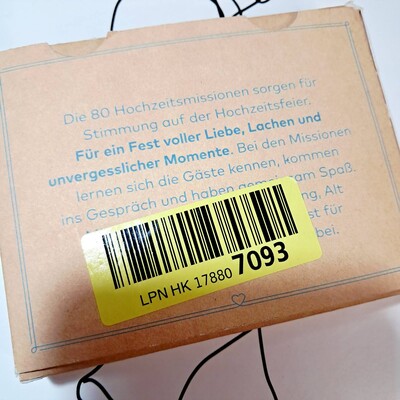 Die 80 Hochzeitsmissionen sorgen für
Stimmung auf der Hochzeitsfeier.
Für ein Fest voller Liebe, Lachen und
unvergesslicher Momente. Bei den Missionen
lernen sich die Gäste kennen, kommen
ins Gespräch und haben Spaß.
Alt
für
bei.
LPN HK 17880 7093